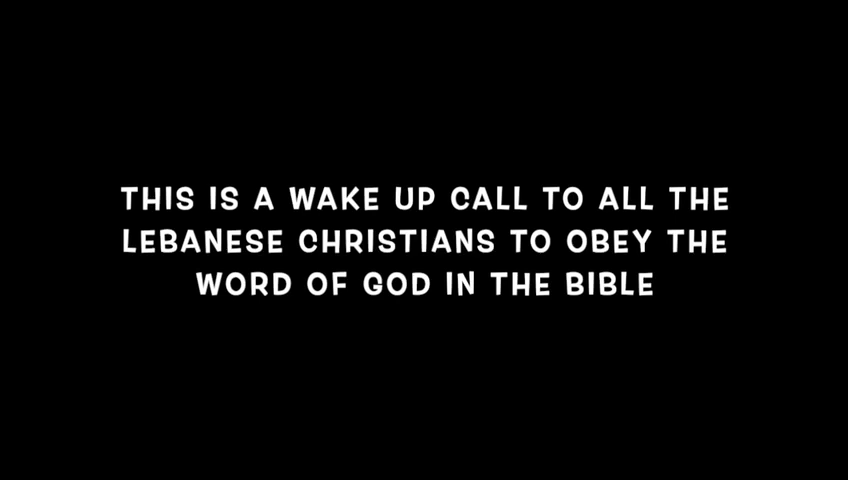 THIS IS A WAKE UP CALL TO ALL THE
LEBANESE CHRISTIANS TO OBEY THE
WORD OF GOD IN THE BIBLE